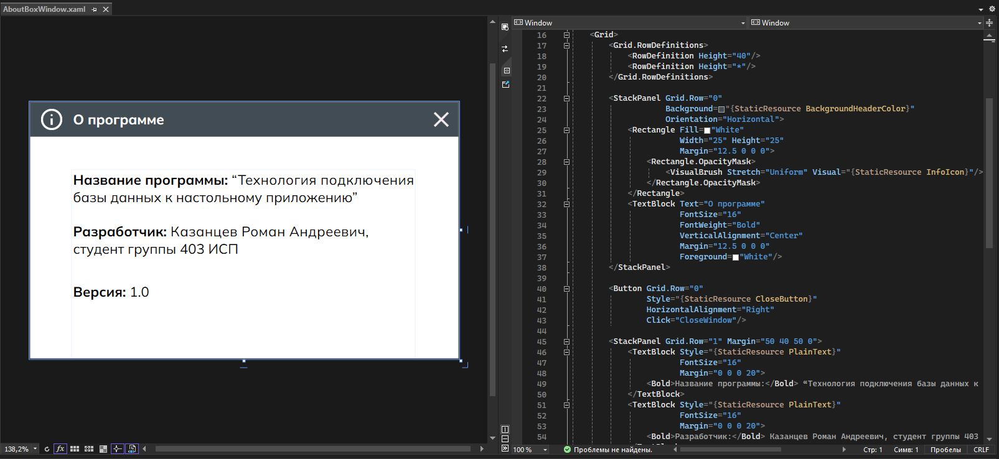 AboutBoxWindow.xaml
О программе
Название программы: “Технология подключения
базы данных к настольному приложению”
Разработчик: Казанцев Роман Андреевич,
студент группы 403 ИСП
Версия: 1.0
138,2%
fx
Window
Window
16 <Grid>
17 <Grid.RowDefinitions>
18 <RowDefinition Height="40"/>
19 <RowDefinition Height="*"/>
20 </Grid.RowDefinitions>
21
22 <StackPanel Grid.Row="0"
23 Background="{StaticResource BackgroundHeaderColor}"
24 Orientation="Horizontal">
25 <Rectangle Fill="White"
26 Width="25" Height="25"
27 Margin="12.5 0 0 0">
28 <Rectangle.OpacityMask>
29 <VisualBrush Stretch="Uniform" Visual="{StaticResource InfoIcon}"/>
30 </Rectangle.OpacityMask>
31 </Rectangle>
32 <TextBlock Text="О программе"
33 FontSize="16"
34 FontWeight="Bold"
35 VerticalAlignment="Center"
36 Margin="12.5 0 0 0"
37 Foreground="White"/>
38 </StackPanel>
39
40 <Button Grid.Row="0"
41 Style="{StaticResource CloseButton}"
42 HorizontalAlignment="Right"
43 Click="CloseWindow"/>
44
45 <StackPanel Grid.Row="1" Margin="50 40 50 0">
46 <TextBlock Style="{StaticResource PlainText}"
47 FontSize="16"
48 Margin="0 0 0 20">
49 <Bold>Название программы:</Bold> “Технология подключения базы данных к
50 </TextBlock>
51 <TextBlock Style="{StaticResource PlainText}"
52 FontSize="16"
53 Margin="0 0 0 20">
54 <Bold>Разработчик:</Bold> Казанцев Роман Андреевич, студент группы 403
100 %
Проблемы не найдены.
Стр: 1
Симв: 1
Пробелы
CRLF